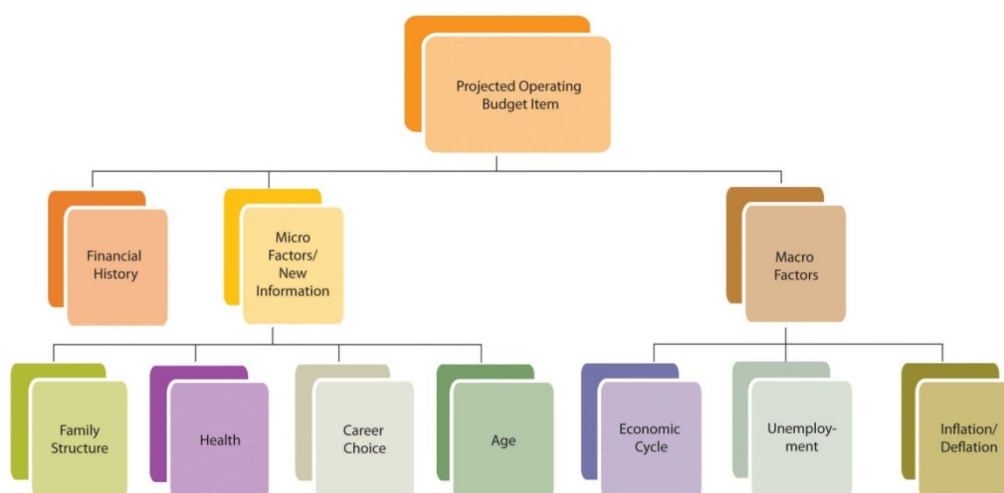 Projected Operating
Budget Item
Financial
History
Micro
Factors/
New
Information
Macro
Factors
Family
Structure
Health
Career
Choice
Age
Economic
Cycle
Unemploy-
ment
Inflation/
Deflation